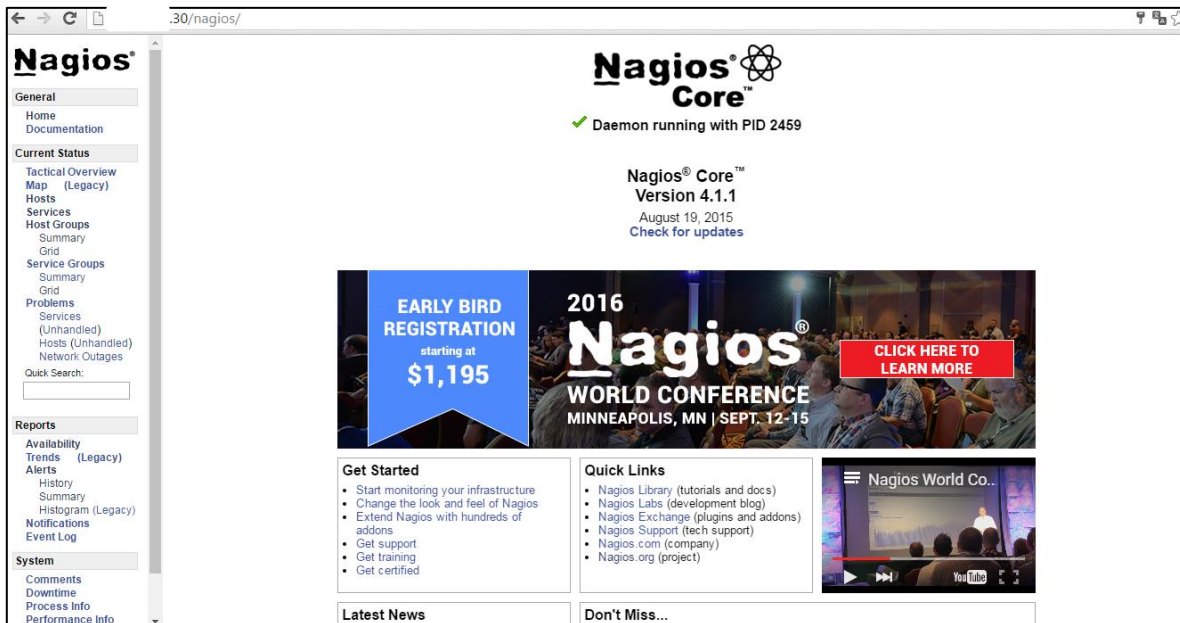 .30/nagios/
Nagios®
General
Home
Documentation
Current Status
Tactical Overview
Map (Legacy)
Hosts
Services
Host Groups
Summary
Grid
Service Groups
Summary
Grid
Problems
Services
(Unhandled)
Hosts (Unhandled)
Network Outages
Quick Search:
Reports
Availability
Trends (Legacy)
Alerts
History
Summary
Histogram (Legacy)
Notifications
Event Log
System
Comments
Downtime
Process Info
Performance Info
Nagios®
Core™
Daemon running with PID 2459
Nagios® Core™
Version 4.1.1
August 19, 2015
Check for updates
EARLY BIRD
REGISTRATION
starting at
$1,195
2016
Nagios®
WORLD CONFERENCE
MINNEAPOLIS, MN | SEPT. 12-15
CLICK HERE TO
LEARN MORE
Get Started
• Start monitoring your infrastructure
• Change the look and feel of Nagios
• Extend Nagios with hundreds of
addons
• Get support
• Get training
• Get certified
Quick Links
• Nagios Library (tutorials and docs)
• Nagios Labs (development blog)
• Nagios Exchange (plugins and addons)
• Nagios Support (tech support)
• Nagios.com (company)
• Nagios.org (project)
Nagios World Co...
YouTube
Latest News
Don't Miss...